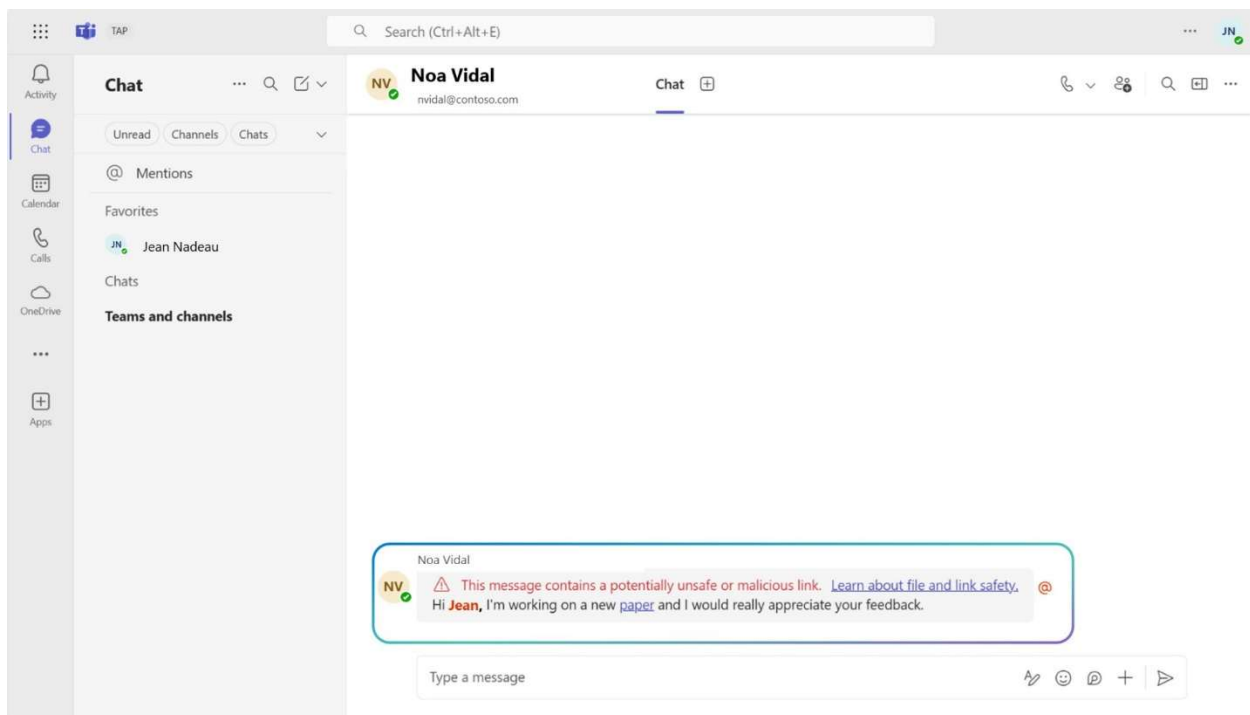 TAP
Search (Ctrl+Alt+E)
JN
Activity
Chat
Calendar
Calls
OneDrive
Apps
Chat
Unread Channels Chats
@ Mentions
Favorites
JN Jean Nadeau
Chats
Teams and channels
NV Noa Vidal
nvidal@contoso.com
Chat
Noa Vidal
NV
This message contains a potentially unsafe or malicious link. Learn about file and link safety. @
Hi Jean, I'm working on a new paper and I would really appreciate your feedback.
Type a message